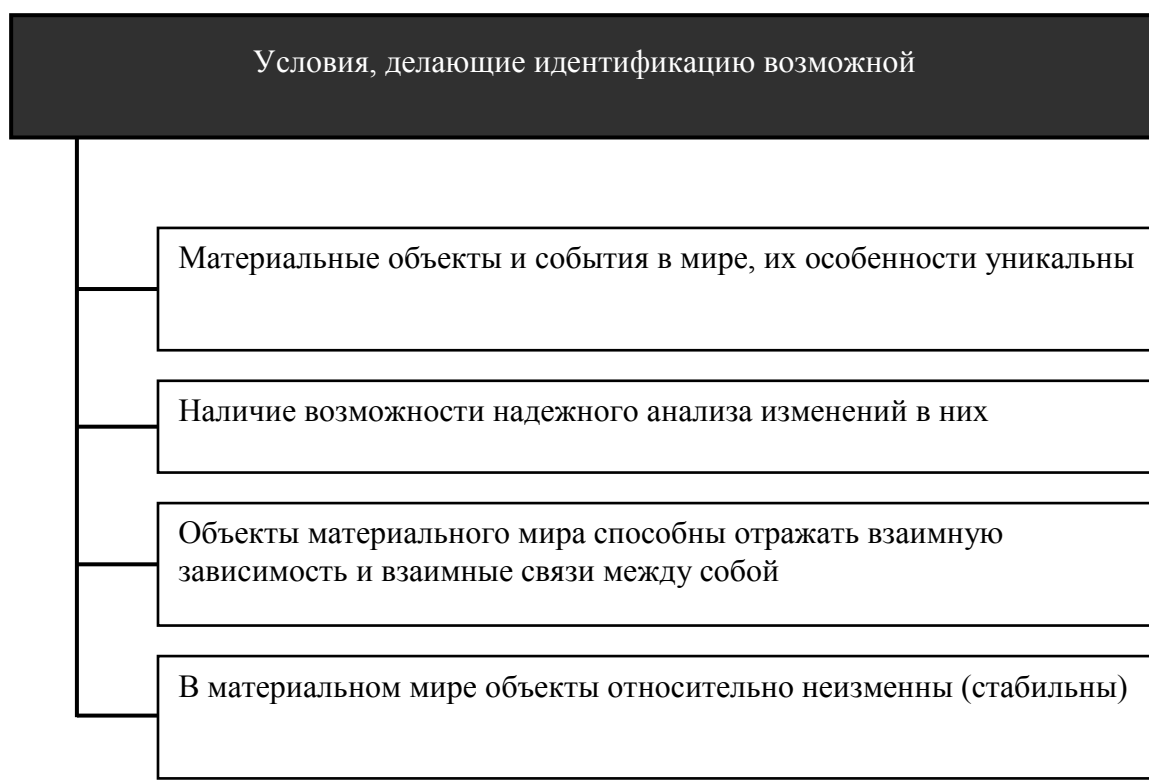 Условия, делающие идентификацию возможной
Материальные объекты и события в мире, их особенности уникальны
Наличие возможности надежного анализа изменений в них
Объекты материального мира способны отражать взаимную
зависимость и взаимные связи между собой
В материальном мире объекты относительно неизменны (стабильны)